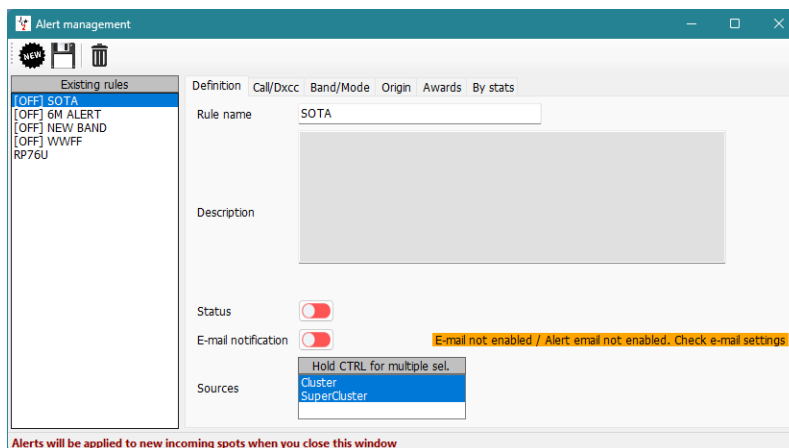 Alert management
NEW
Existing rules
[OFF] SOTA
[OFF] 6M ALERT
[OFF] NEW BAND
[OFF] WWFF
RP76U
Definition Call/Dxcc Band/Mode Origin Awards By stats
Rule name SOTA
Description
Status
E-mail notification E-mail not enabled / Alert email not enabled. Check e-mail settings
Hold CTRL for multiple sel.
Sources
Cluster
SuperCluster
Alerts will be applied to new incoming spots when you close this window